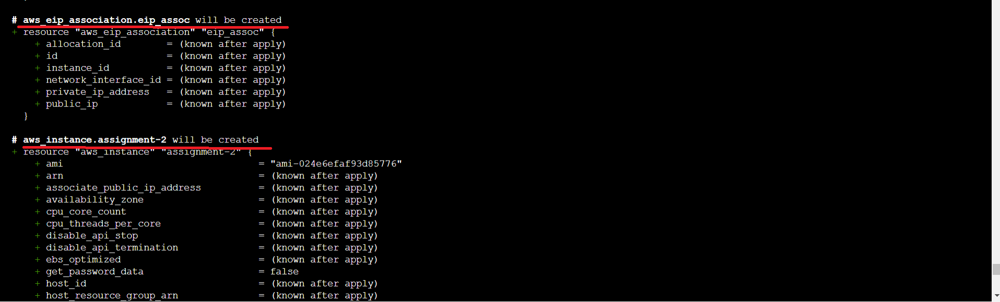 # aws_eip_association.eip_assoc will be created
+ resource "aws_eip_association" "eip_assoc" {
+ allocation_id = (known after apply)
+ id = (known after apply)
+ instance_id = (known after apply)
+ network_interface_id = (known after apply)
+ private_ip_address = (known after apply)
+ public_ip = (known after apply)
}
# aws_instance.assignment-2 will be created
+ resource "aws_instance" "assignment-2" {
+ ami = "ami-024e6efaf93d85776"
+ arn = (known after apply)
+ associate_public_ip_address = (known after apply)
+ availability_zone = (known after apply)
+ cpu_core_count = (known after apply)
+ cpu_threads_per_core = (known after apply)
+ disable_api_stop = (known after apply)
+ disable_api_termination = (known after apply)
+ ebs_optimized = (known after apply)
+ get_password_data = false
+ host_id = (known after apply)
+ host_resource_group_arn = (known after apply)